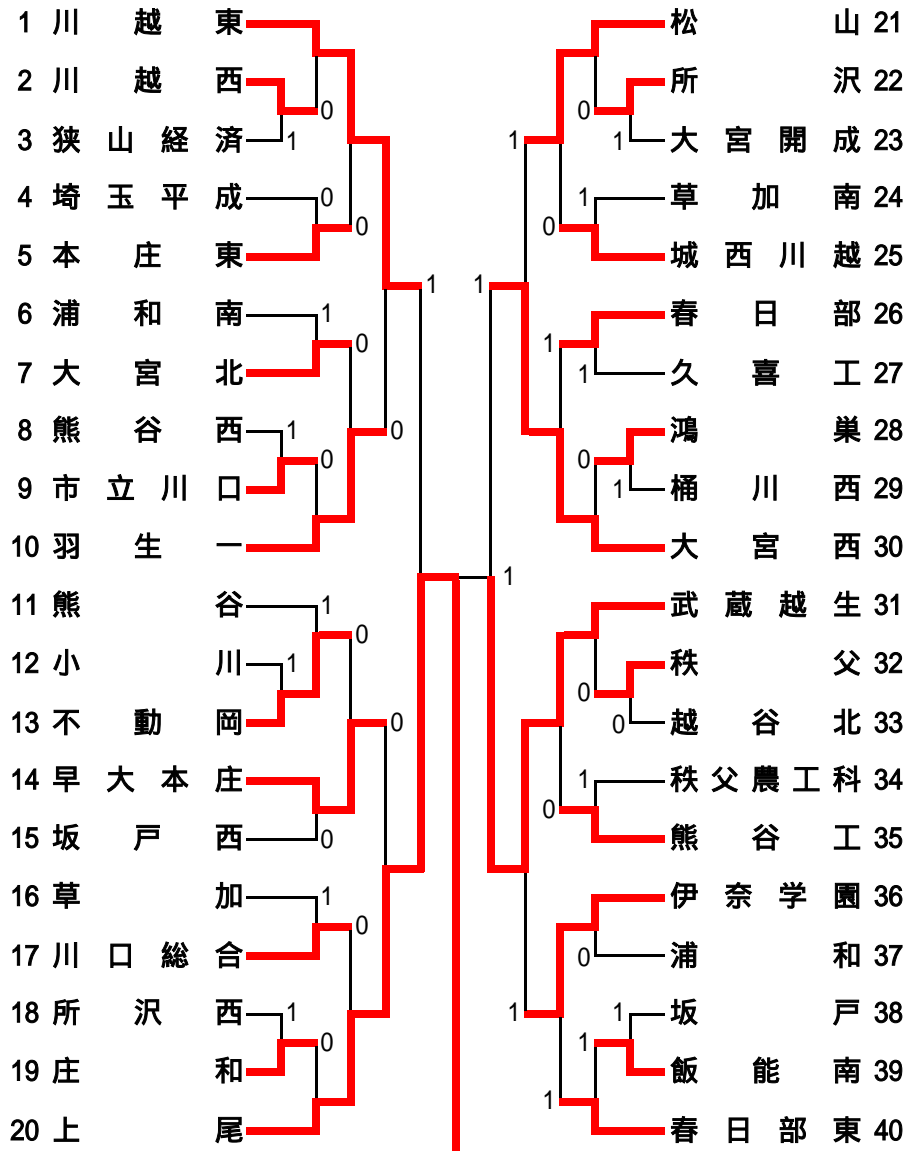 1 川越東
2 川越西
0
3 狭山経済
1
4 埼玉平成
0
0
5 本庄東
1
6 浦和南
1
0
7 大宮北
8 熊谷西
1
0
9 市立川口
0
10 羽生一
11 熊谷
1
0
12 小川
1
13 不動岡
0
14 早大本庄
15 坂戸西
0
16 草加
1
0
17 川口総合
18 所沢西
1
0
19 庄和
20 上尾
1
松山 21
所沢 22
0
1
1
大宮開成 23
1
草加南 24
0
城西川越 25
1
春日部 26
1
1
久喜工 27
鴻巣 28
0
1
桶川西 29
大宮西 30
武蔵越生 31
秩父 32
0
0
越谷北 33
1
秩父農工科 34
0
熊谷工 35
伊奈学園 36
0
浦和 37
1
1
坂戸 38
1
飯能南 39
1
春日部東 40